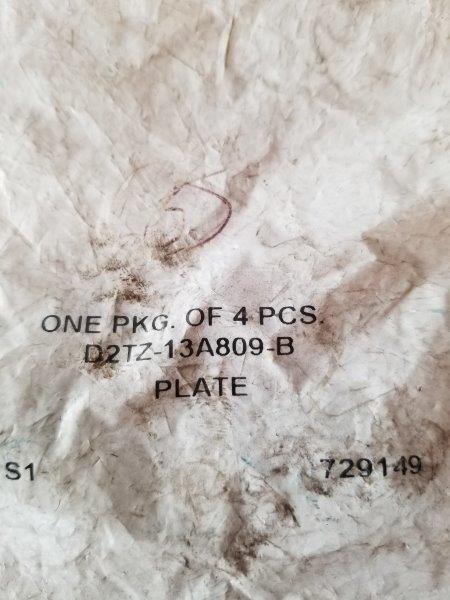 ONE PKG. OF 4 PCS.
D2TZ-13A809-B
PLATE
S1 729149